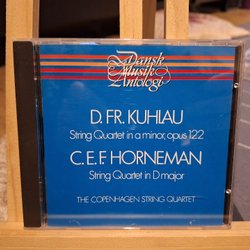 Dansk
Musik
Antologi
D. FR. KUHLAU
String Quartet in a minor, opus 122
C.E.F. HORNEMAN
String Quartet in D major
THE COPENHAGEN STRING QUARTET